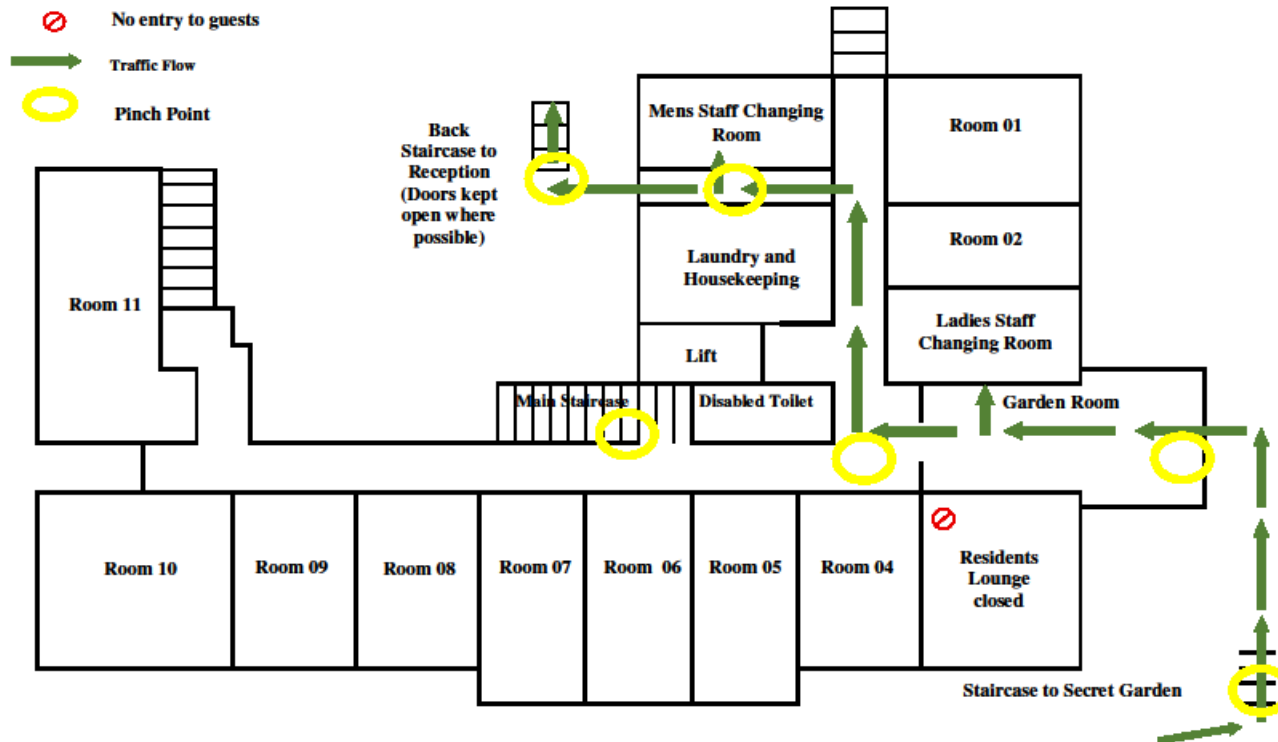 No entry to guests
Traffic Flow
Pinch Point
Back
Staircase to
Reception
(Doors kept
open where
possible)
Mens Staff Changing
Room
Room 01
Room 02
Laundry and
Housekeeping
Room 11
Ladies Staff
Changing Room
Lift
Main Staircase
Disabled Toilet
Garden Room
Room 10
Room 09
Room 08
Room 07
Room  06
Room 05
Room 04
Residents
Lounge
closed
Staircase to Secret Garden